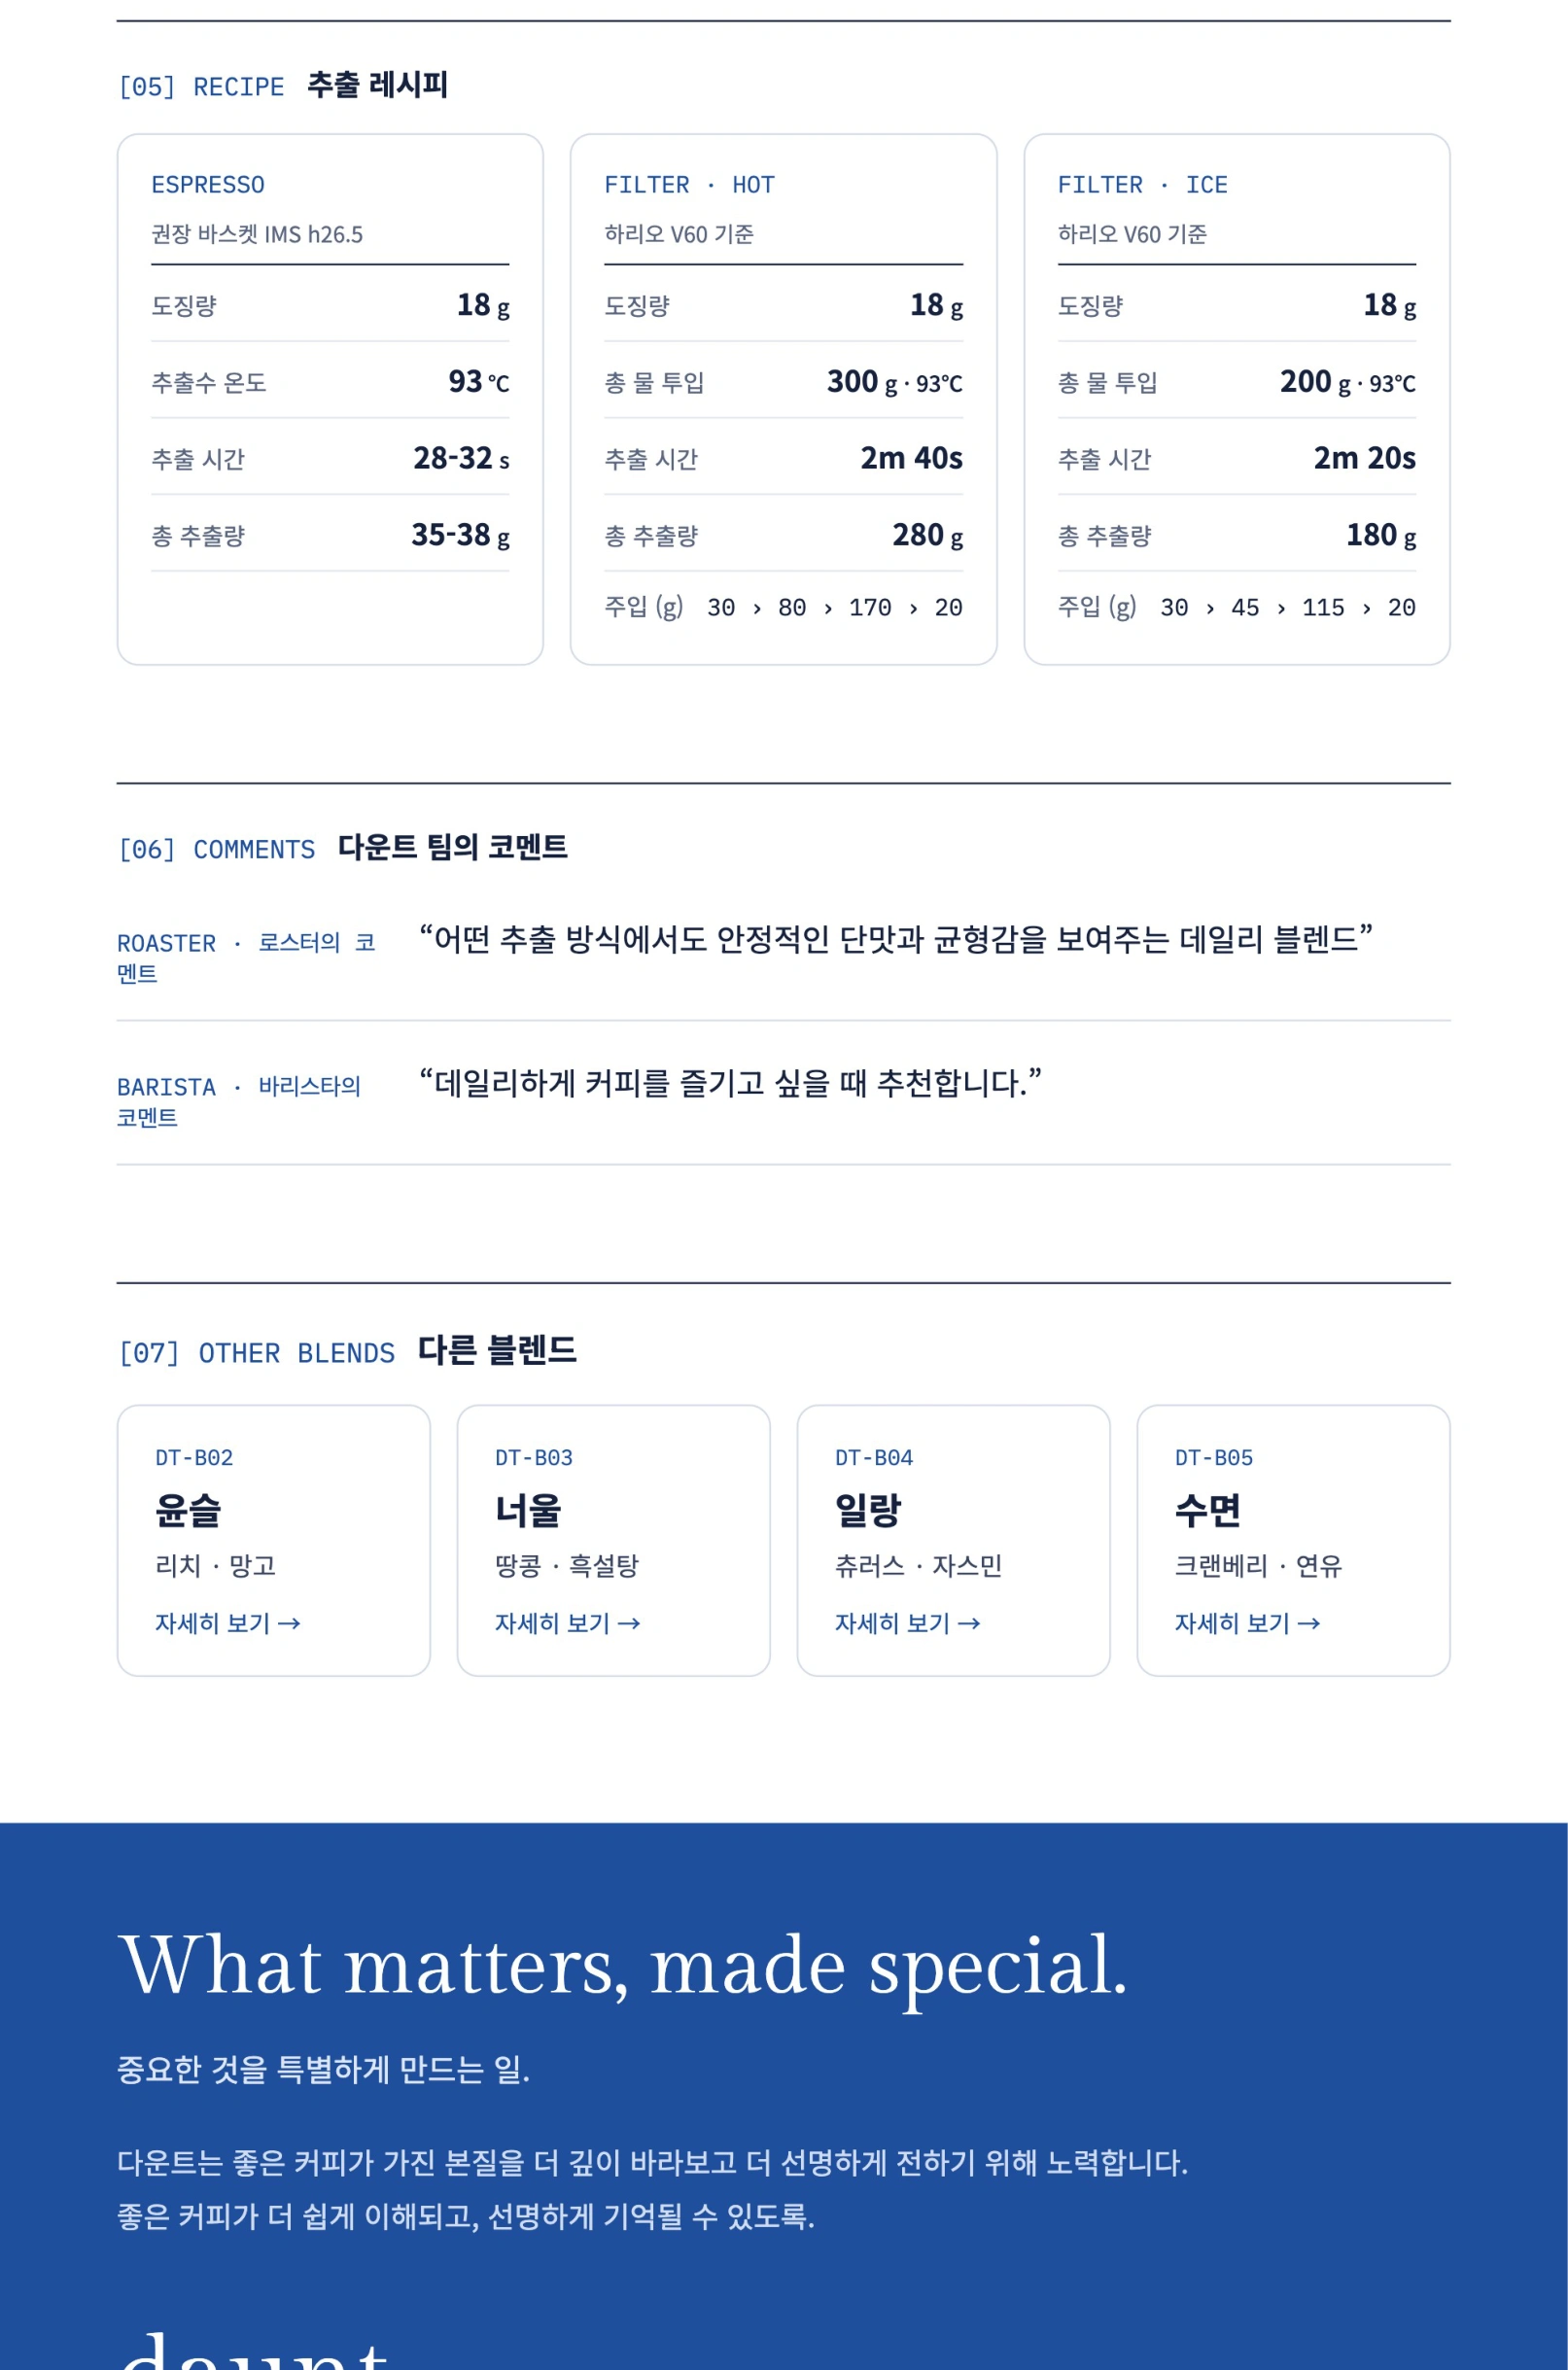 [05] RECIPE 추출 레시피
ESPRESSO
권장 바스켓 IMS h26.5
도징량 18 g
추출수 온도 93 °C
추출 시간 28-32 s
총 추출량 35-38 g
FILTER · HOT
하리오 V60 기준
도징량 18 g
총 물 투입 300 g · 93°C
추출 시간 2m 40s
총 추출량 280 g
주입 (g) 30 › 80 › 170 › 20
FILTER · ICE
하리오 V60 기준
도징량 18 g
총 물 투입 200 g · 93°C
추출 시간 2m 20s
총 추출량 180 g
주입 (g) 30 › 45 › 115 › 20
[06] COMMENTS 다운트 팀의 코멘트
ROASTER · 로스터의 코
멘트
“어떤 추출 방식에서도 안정적인 단맛과 균형감을 보여주는 데일리 블렌드”
BARISTA · 바리스타의
코멘트
“데일리하게 커피를 즐기고 싶을 때 추천합니다.”
[07] OTHER BLENDS 다른 블렌드
DT-B02
윤슬
리치 · 망고
자세히 보기 →
DT-B03
너울
땅콩 · 흑설탕
자세히 보기 →
DT-B04
일랑
츄러스 · 자스민
자세히 보기 →
DT-B05
수면
크랜베리 · 연유
자세히 보기 →
What matters, made special.
중요한 것을 특별하게 만드는 일.
다운트는 좋은 커피가 가진 본질을 더 깊이 바라보고 더 선명하게 전하기 위해 노력합니다.
좋은 커피가 더 쉽게 이해되고, 선명하게 기억될 수 있도록.
daunt